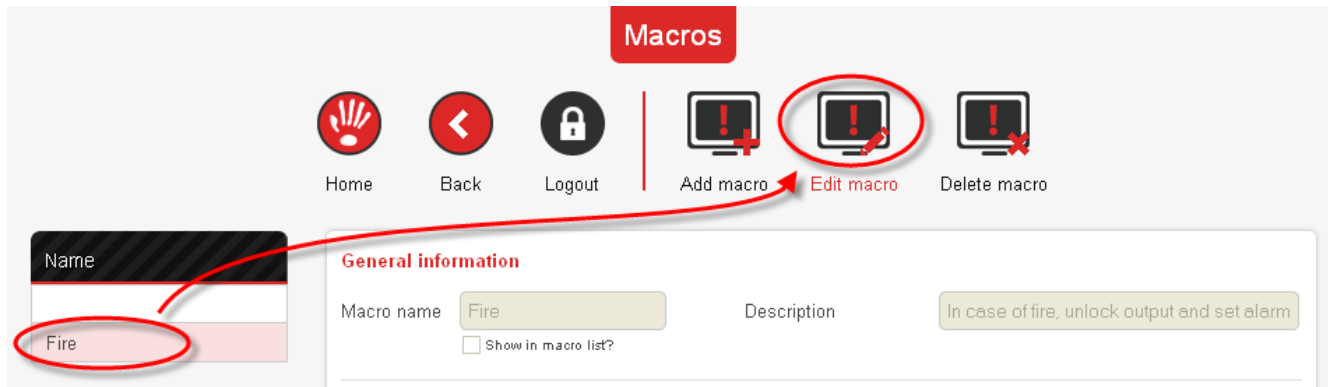 Macros
Home Back Logout Add macro Edit macro Delete macro
Name
General information
Macro name Fire Description In case of fire, unlock output and set alarm
Fire
Show in macro list?